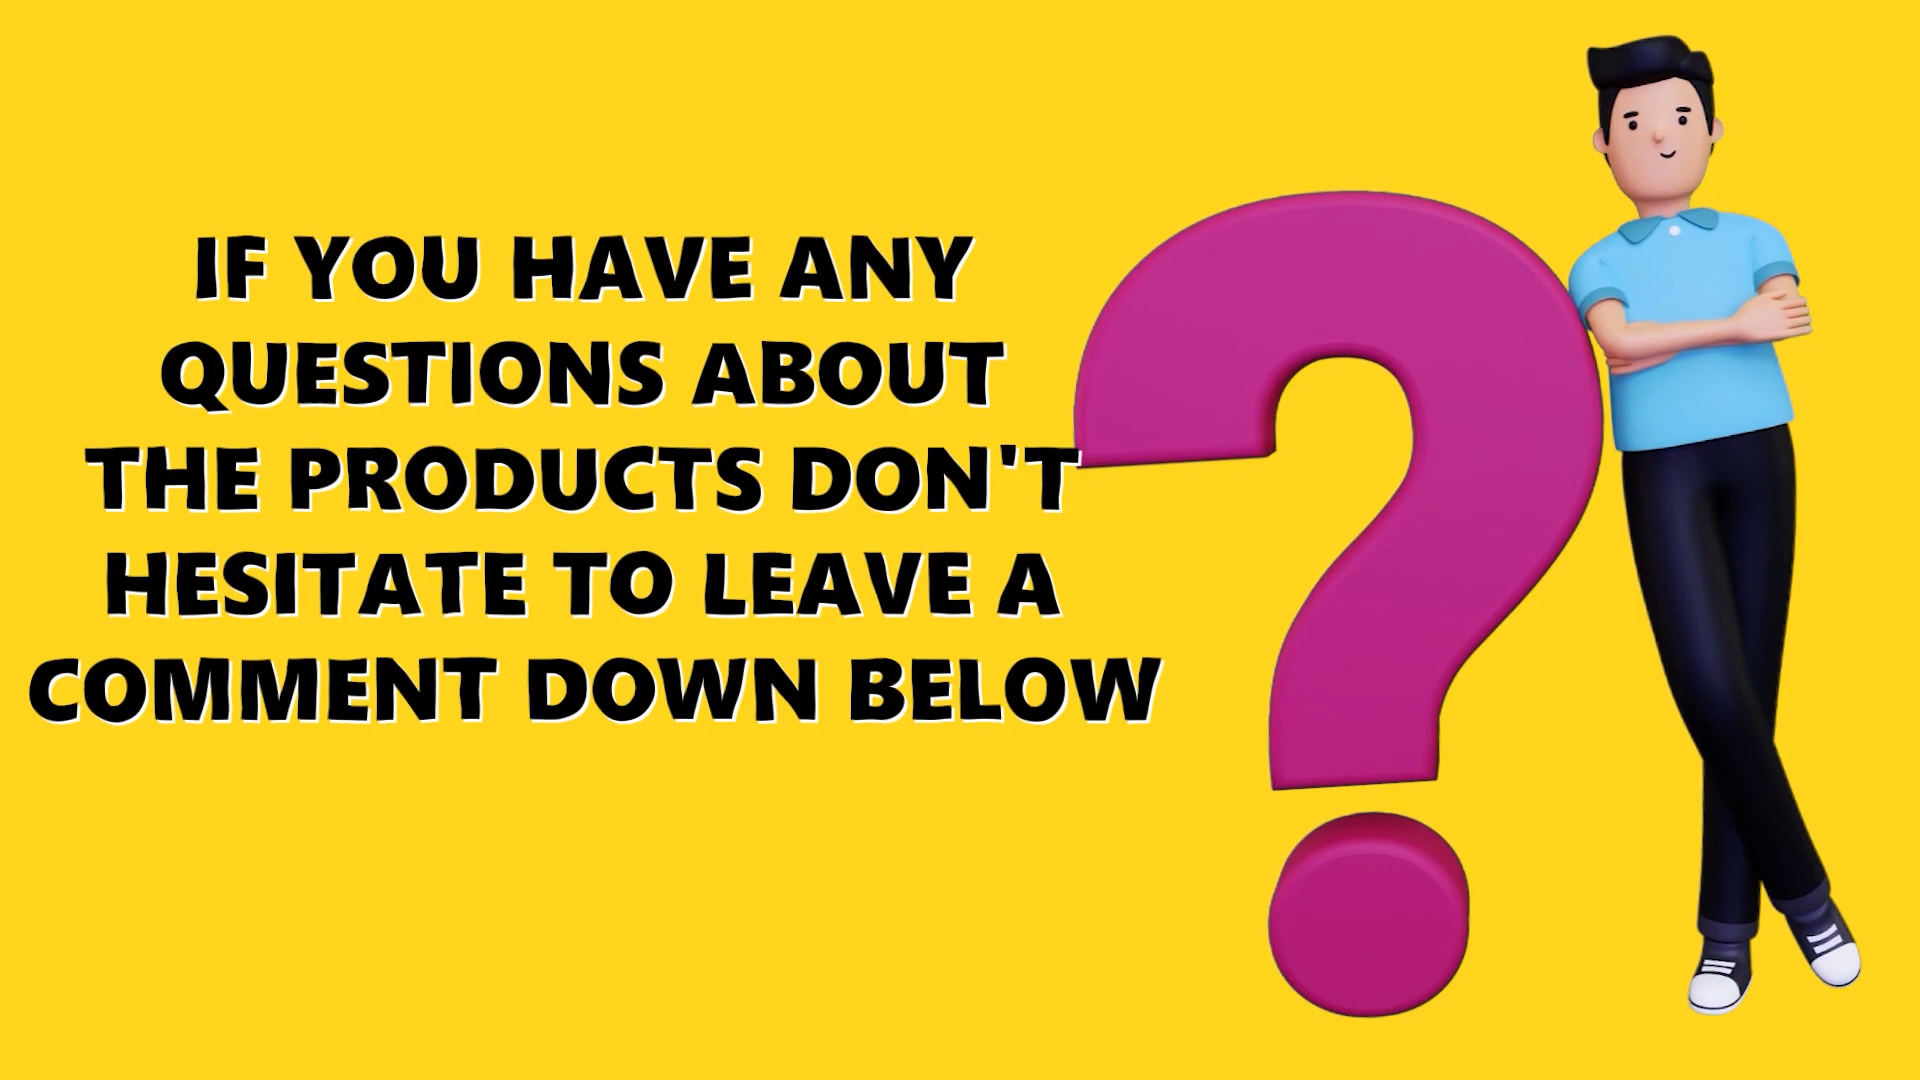 IF YOU HAVE ANY
QUESTIONS ABOUT
THE PRODUCTS DON'T
HESITATE TO LEAVE A
COMMENT DOWN BELOW